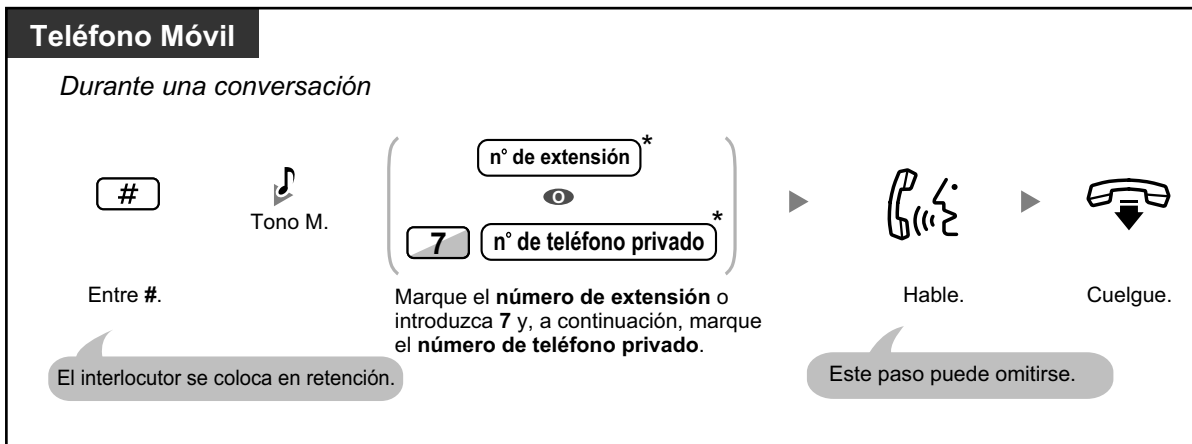 Teléfono Móvil
Durante una conversación
#
Tono M.
n° de extensión*
o
7 n° de teléfono privado*
Entre #.
El interlocutor se coloca en retención.
Marque el número de extensión o
introduzca 7 y, a continuación, marque
el número de teléfono privado.
Hable.
Este paso puede omitirse.
Cuelgue.